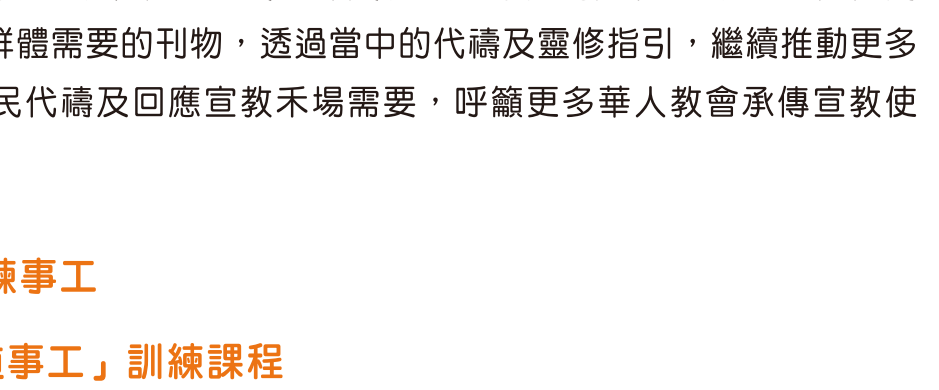 群體需要的刊物，透過當中的代禱及靈修指引，繼續推動更多
民代禱及回應宣教禾場需要，呼籲更多華人教會承傳宣教使
練事工
事工」訓練課程